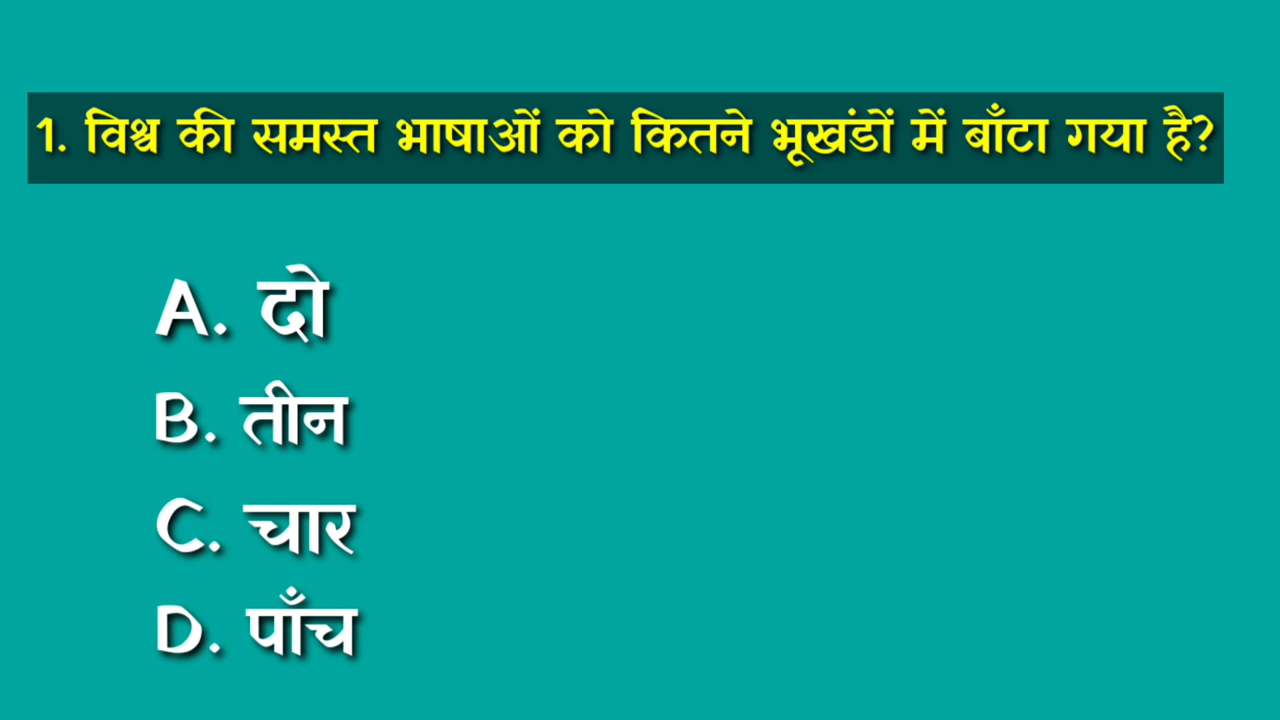 1. विश्व की समस्त भाषाओं को कितने भूखंडों में बाँटा गया है?
A. दो
B. तीन
C. चार
D. पाँच